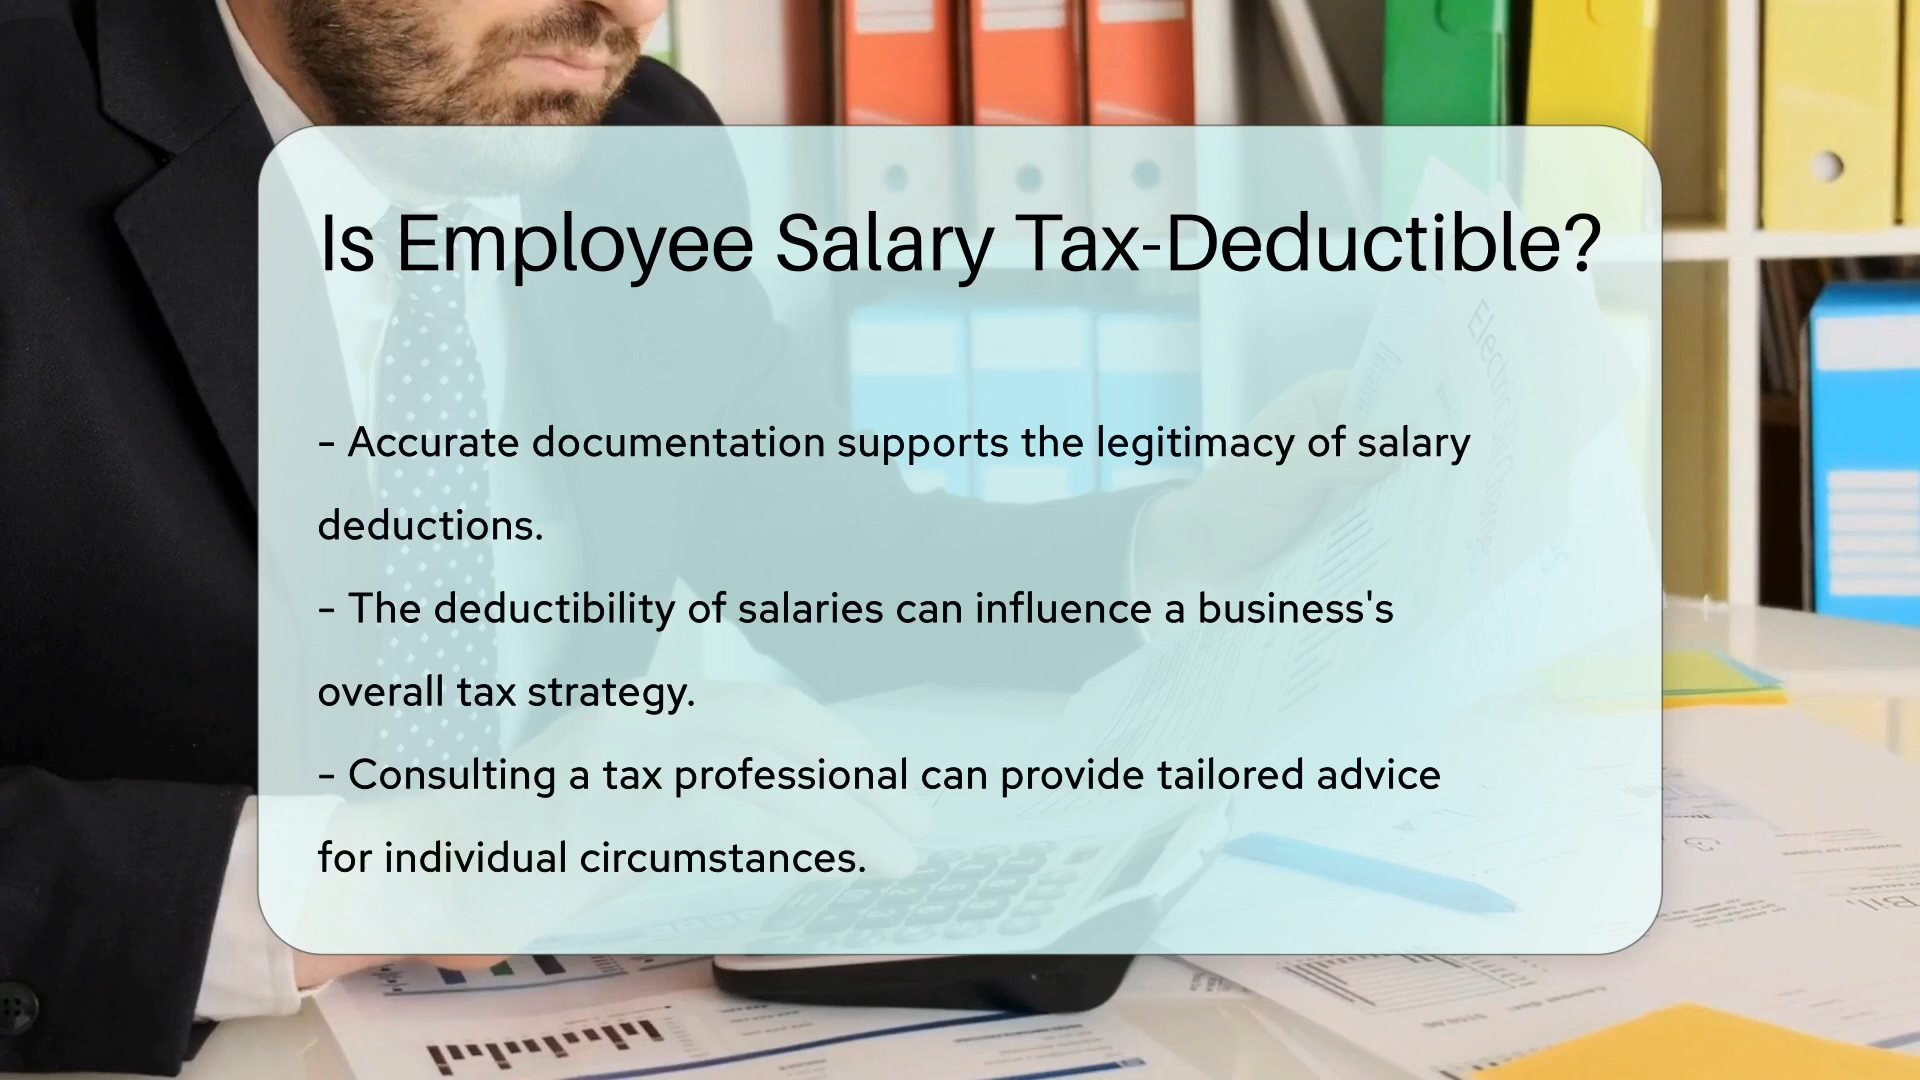 Is Employee Salary Tax-Deductible?
- Accurate documentation supports the legitimacy of salary
deductions.
- The deductibility of salaries can influence a business's
overall tax strategy.
- Consulting a tax professional can provide tailored advice
for individual circumstances.